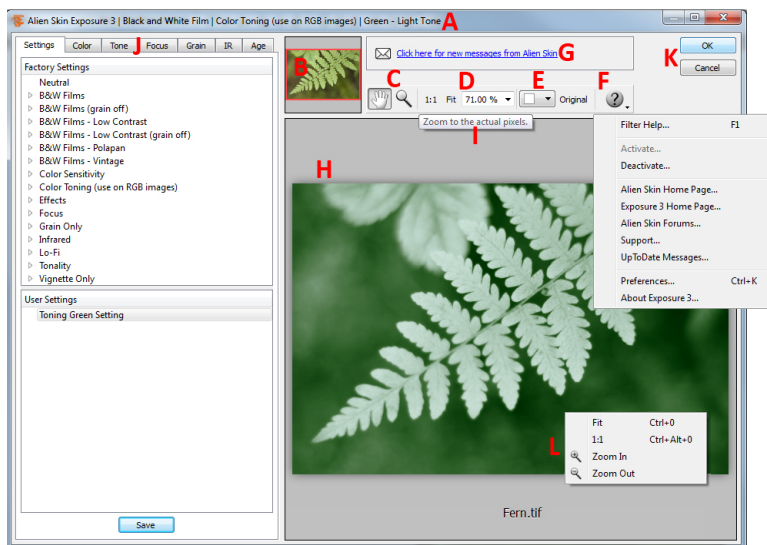 Alien Skin Exposure 3 | Black and White Film | Color Toning (use on RGB images) | Green - Light Tone A
Settings Color Tone J Focus Grain IR Age
Factory Settings
Neutral
B&W Films
B&W Films (grain off)
B&W Films - Low Contrast
B&W Films - Low Contrast (grain off)
B&W Films - Polapan
B&W Films - Vintage
Color Sensitivity
Color Toning (use on RGB images)
Effects
Focus
Grain Only
Infrared
Lo-Fi
Tonality
Vignette Only
User Settings
Toning Green Setting
Save
B
Click here for new messages from Alien Skin G
K OK
Cancel
C D E F
1:1 Fit 71.00 % Original ?
Zoom to the actual pixels.
I
H
Filter Help... F1
Activate...
Deactivate...
Alien Skin Home Page...
Exposure 3 Home Page...
Alien Skin Forums...
Support...
UpToDate Messages...
Preferences... Ctrl+K
About Exposure 3...
L
Fit Ctrl+0
1:1 Ctrl+Alt+0
Zoom In
Zoom Out
Fern.tif